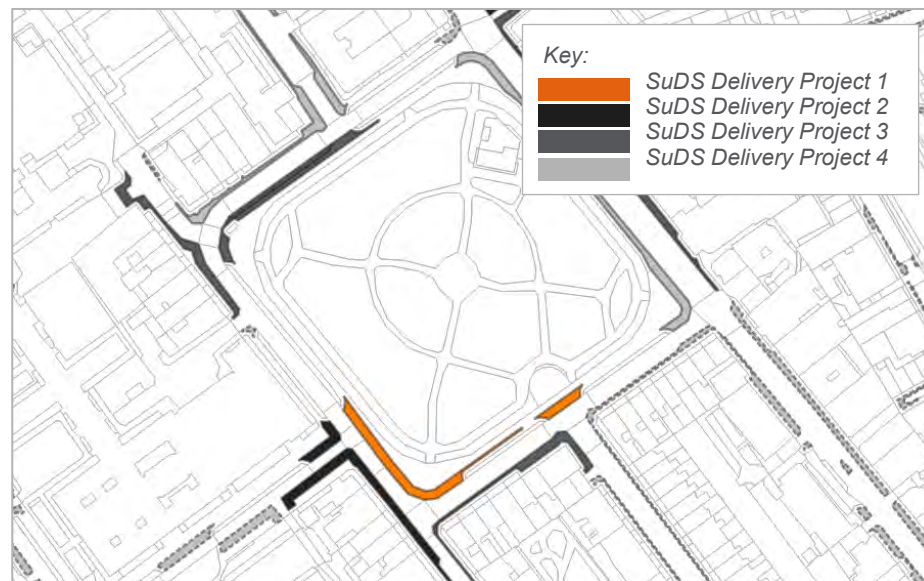 Key:
SuDS Delivery Project 1
SuDS Delivery Project 2
SuDS Delivery Project 3
SuDS Delivery Project 4